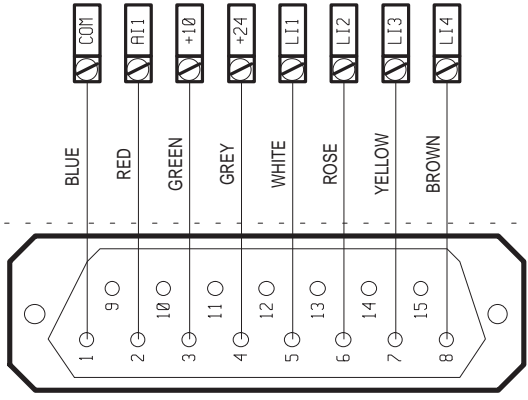 COM AI1 +10 +24 LI1 LI2 LI3 LI4
BLUE RED GREEN GREY WHITE ROSE YELLOW BROWN
9 10 11 12 13 14 15
1 2 3 4 5 6 7 8